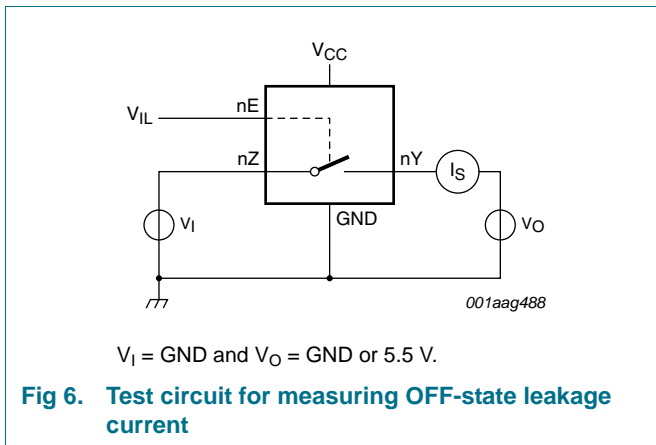 VCC
nE
VIL
nZ
nY
IS
GND
VI
VO
001aag488
VI = GND and VO = GND or 5.5 V.
Fig 6. Test circuit for measuring OFF-state leakage
current